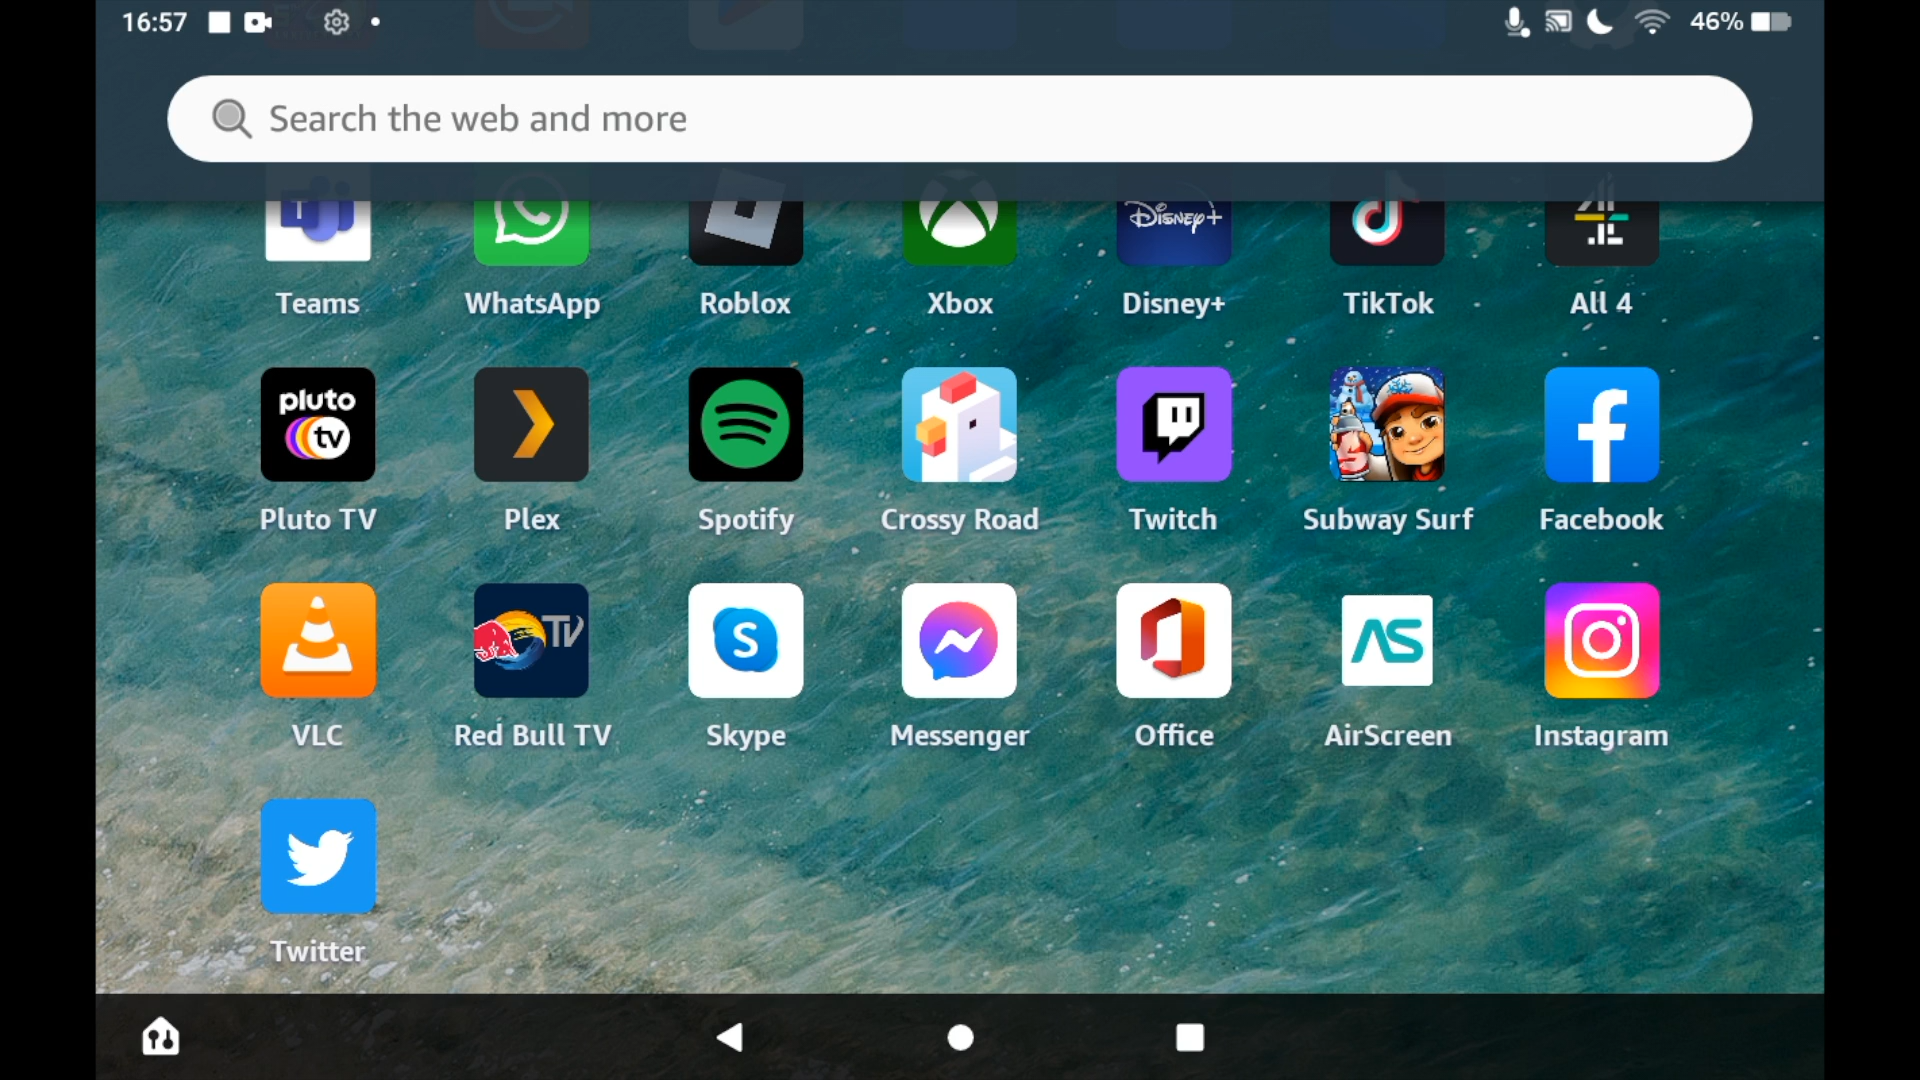 16:57 46%
Search the web and more
T Disney+
Teams WhatsApp Roblox Xbox Disney+ TikTok All 4
pluto
tv
Pluto TV Plex Spotify Crossy Road Twitch Subway Surf Facebook
TV S AS
VLC Red Bull TV Skype Messenger Office AirScreen Instagram
Twitter